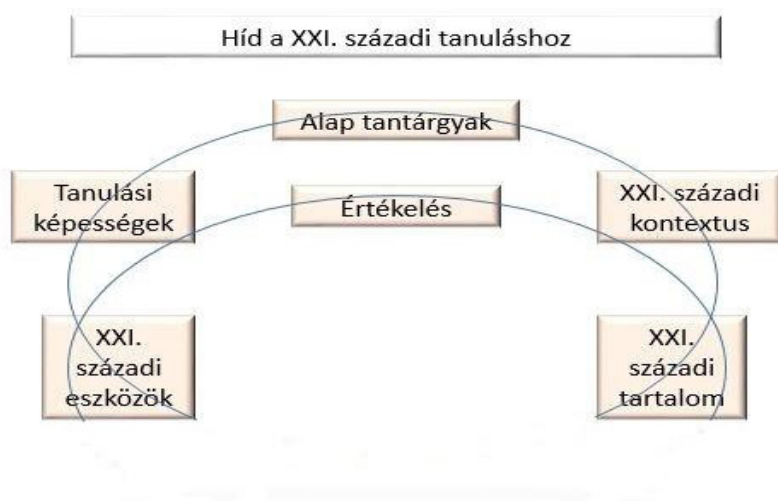 Híd a XXI. századi tanuláshoz
Alap tantárgyak
Tanulási
képességek
Értékelés
XXI. századi
kontextus
XXI.
századi
eszközök
XXI.
századi
tartalom